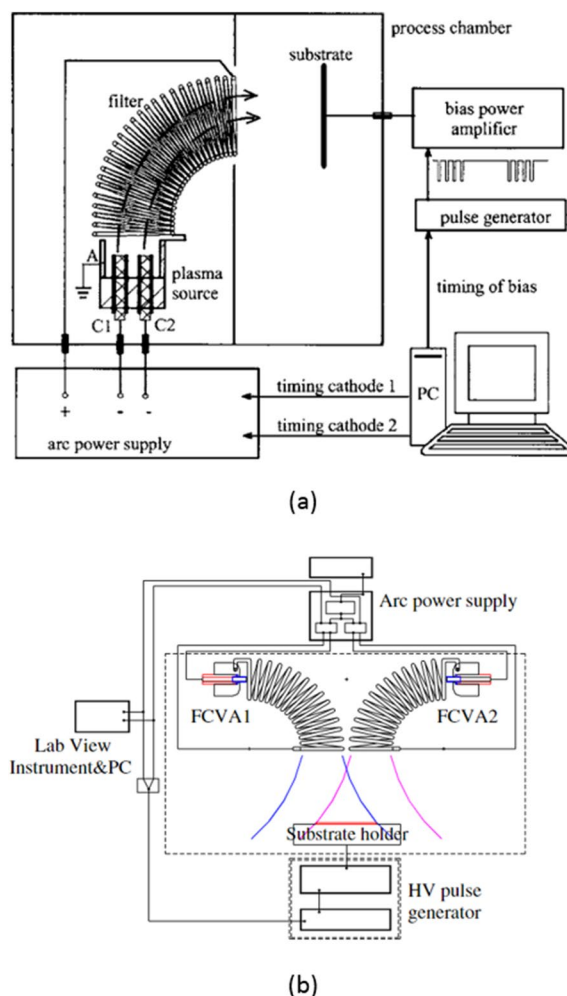 process chamber
substrate
filter
bias power
amplifier
pulse generator
A
plasma
source
timing of bias
C1
C2
PC
timing cathode 1
+
-
-
timing cathode 2
arc power supply
(a)
Arc power supply
FCVA1
FCVA2
Lab View
Instrument&PC
Substrate holder
HV pulse
generator
(b)